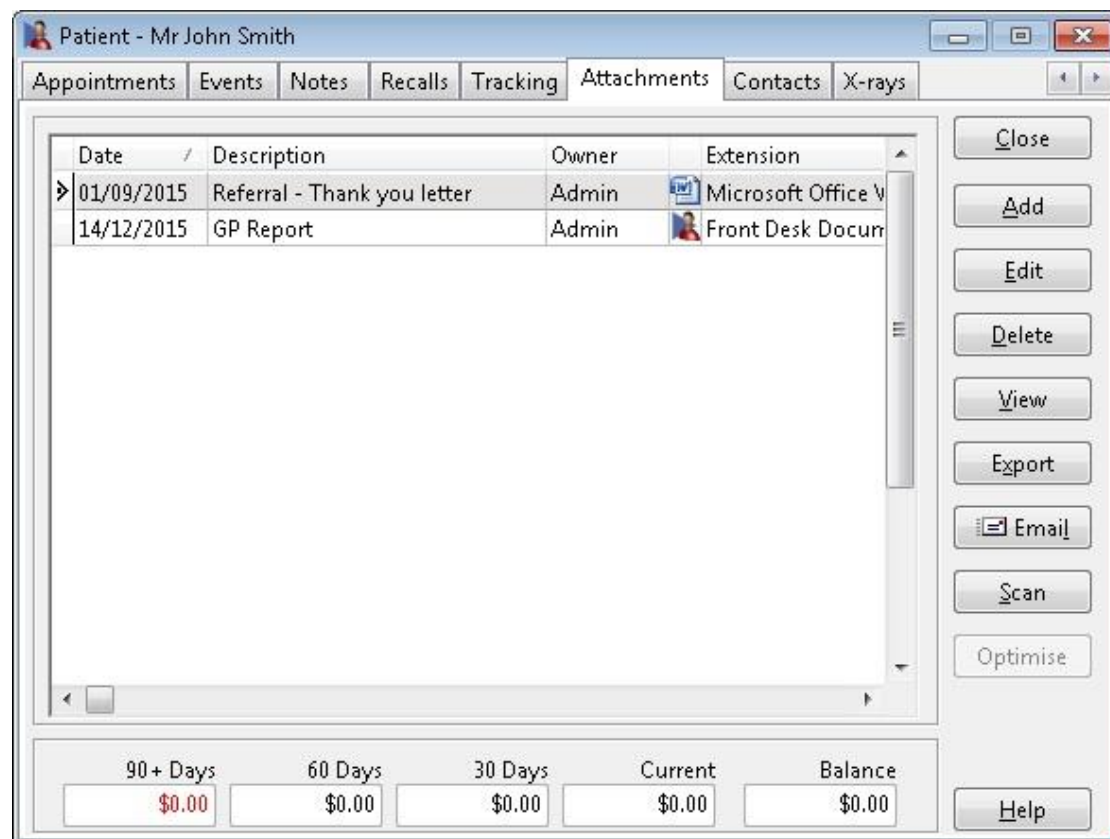 Patient - Mr John Smith
Appointments Events Notes Recalls Tracking Attachments Contacts X-rays
Date Description Owner Extension
01/09/2015 Referral - Thank you letter Admin Microsoft Office
14/12/2015 GP Report Admin Front Desk Docum
Close
Add
Edit
Delete
View
Export
Email
Scan
Optimise
90+ Days 60 Days 30 Days Current Balance
$0.00 $0.00 $0.00 $0.00 $0.00
Help